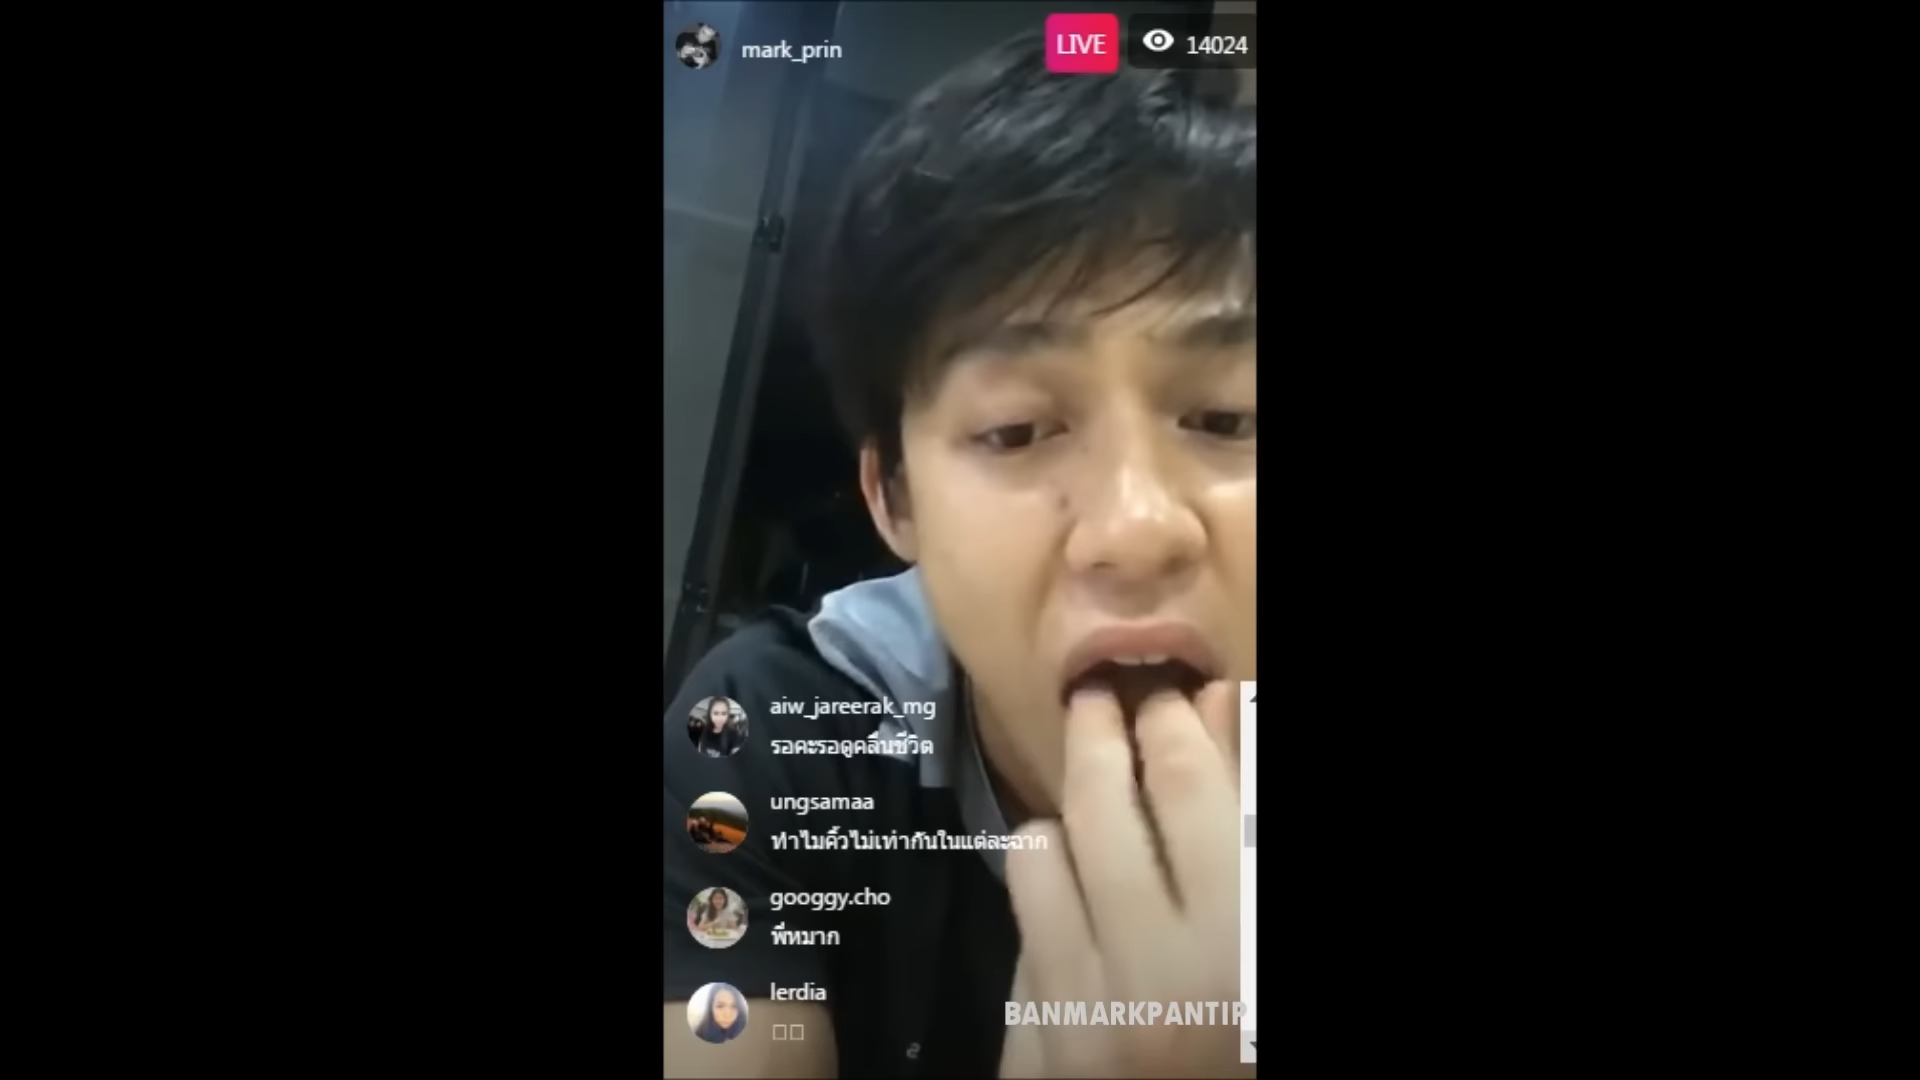 mark_prin
LIVE
14024
aiw_jareerak_mg
รอคะรอดูคลื่นชีวิต
ungsamaa
ทำไมคิ้วไม่เท่ากันในแต่ละฉาก
googgy.cho
พี่หมาก
lerdia
BANMARKPANTIP